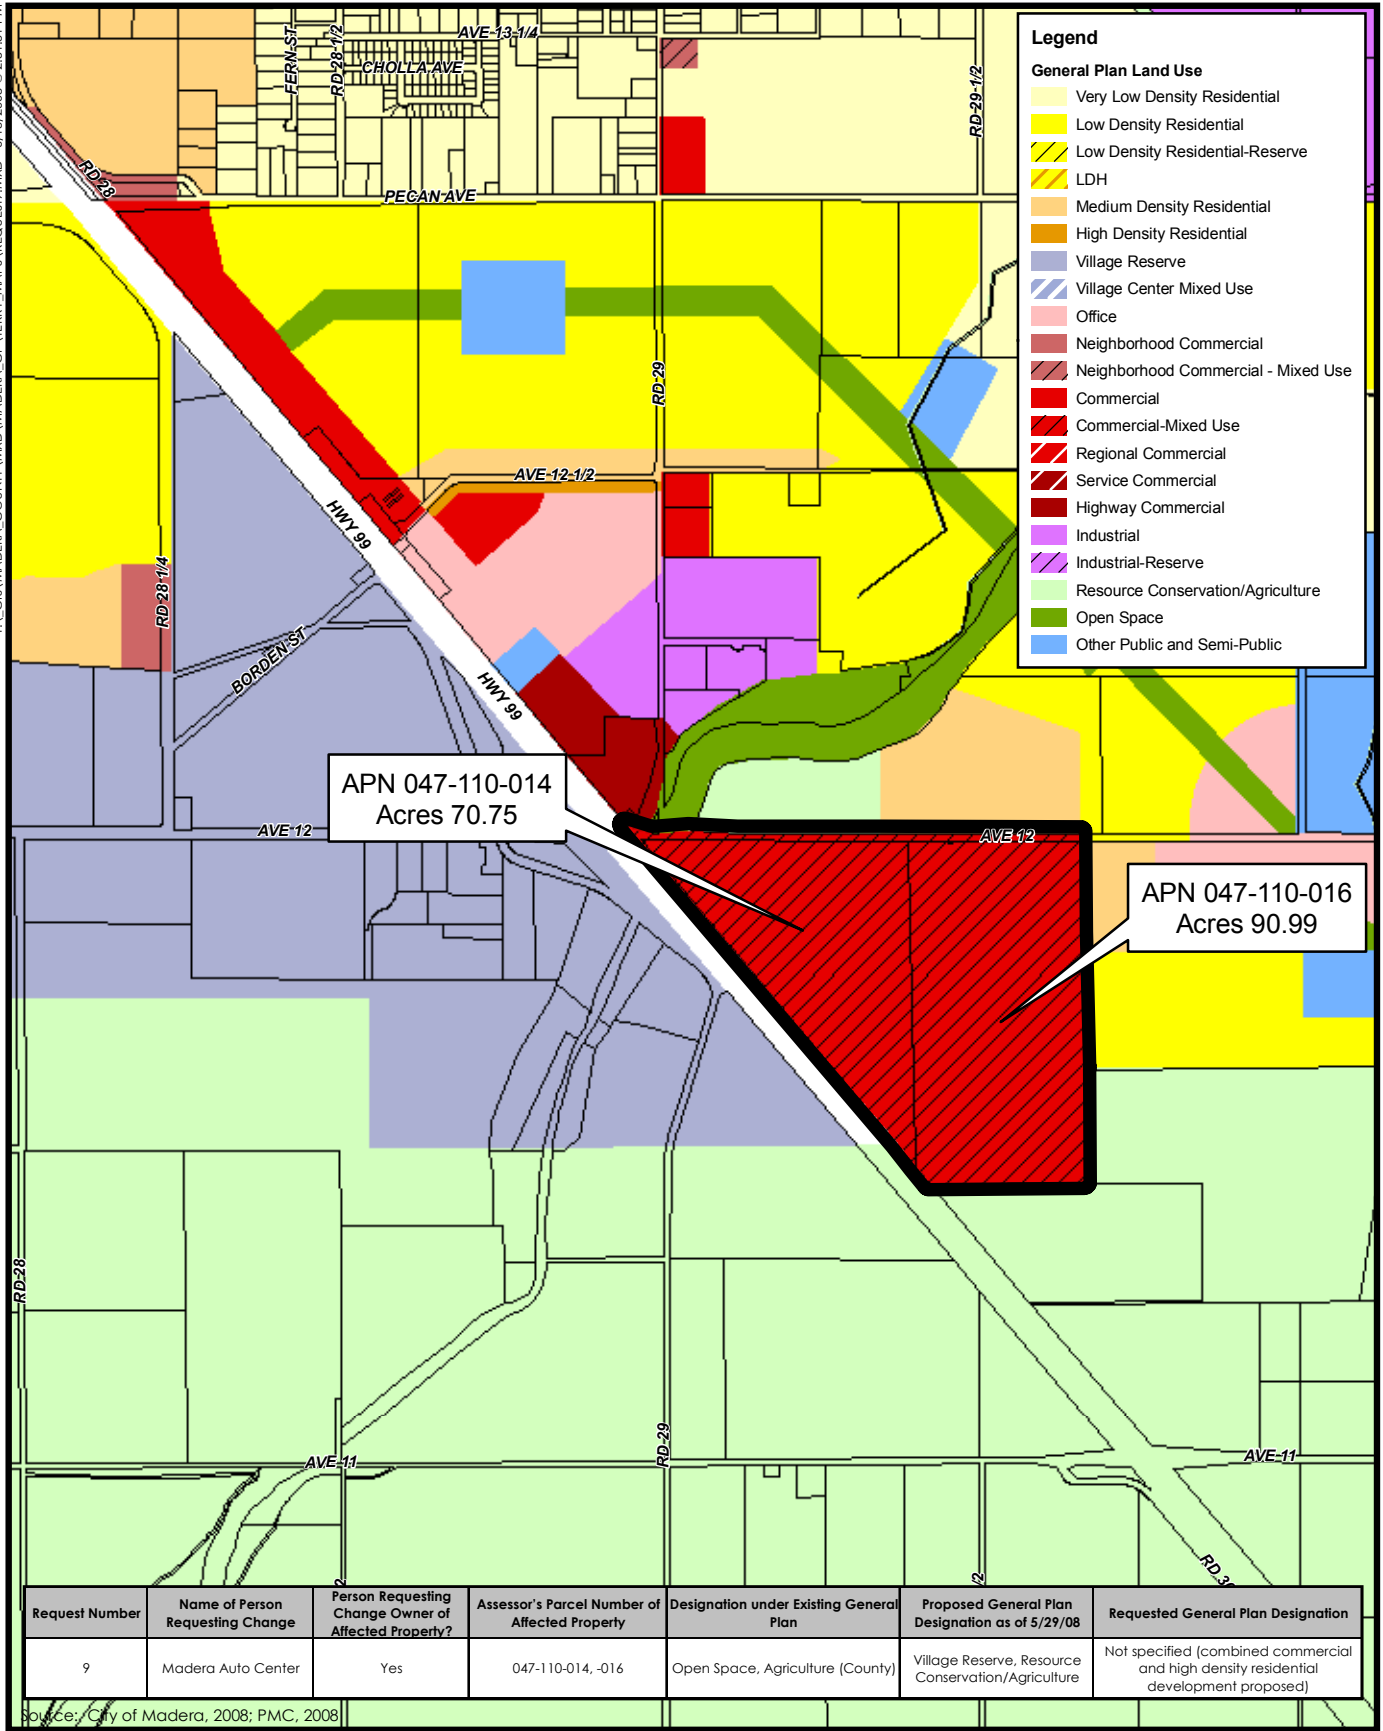 AVE 13 1/4
FERN ST
RD 28 1/2
CHOLLA AVE
RD 29 1/2
RD 28
PECAN AVE
RD 29
AVE 12 1/2
HWY 99
RD 28 1/4
BORDEN ST
HWY 99
Legend
General Plan Land Use
Very Low Density Residential
Low Density Residential
Low Density Residential-Reserve
LDH
Medium Density Residential
High Density Residential
Village Reserve
Village Center Mixed Use
Office
Neighborhood Commercial
Neighborhood Commercial - Mixed Use
Commercial
Commercial-Mixed Use
Regional Commercial
Service Commercial
Highway Commercial
Industrial
Industrial-Reserve
Resource Conservation/Agriculture
Open Space
Other Public and Semi-Public
APN 047-110-014
Acres 70.75
AVE 12
AVE 12
APN 047-110-016
Acres 90.99
RD 28
RD 29
AVE 11
AVE 11
RD 30
Request Number
Name of Person
Requesting Change
Person Requesting
Change Owner of
Affected Property?
Assessor's Parcel Number of
Affected Property
Designation under Existing General
Plan
Proposed General Plan
Designation as of 5/29/08
Requested General Plan Designation
9
Madera Auto Center
Yes
047-110-014, -016
Open Space, Agriculture (County)
Village Reserve, Resource
Conservation/Agriculture
Not specified (combined commercial
and high density residential
development proposed)
Source: City of Madera, 2008; PMC, 2008